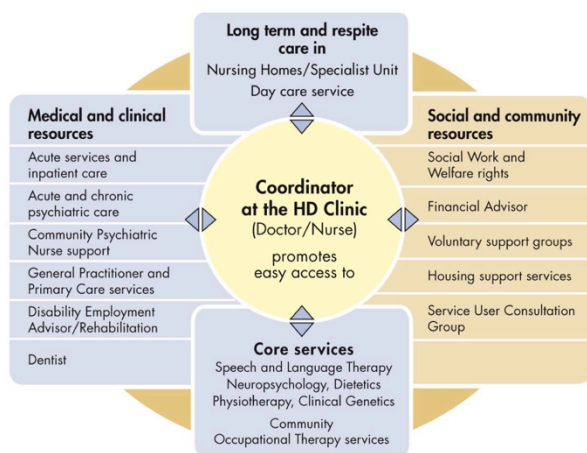 Long term and respite
care in
Nursing Homes/Specialist Unit
Day care service
Medical and clinical
resources
Acute services and
inpatient care
Acute and chronic
psychiatric care
Community Psychiatric
Nurse support
General Practitioner and
Primary Care services
Disability Employment
Advisor/Rehabilitation
Dentist
Coordinator
at the HD Clinic
(Doctor/Nurse)
promotes
easy access to
Social and community
resources
Social Work and
Welfare rights
Financial Advisor
Voluntary support groups
Housing support services
Service User Consultation
Group
Core services
Speech and Language Therapy
Neuropsychology, Dietetics
Physiotherapy, Clinical Genetics
Community
Occupational Therapy services